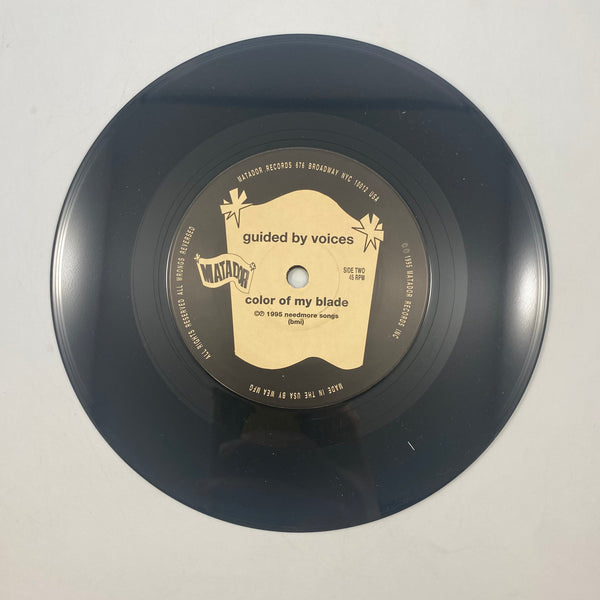 MATADOR RECORDS 676 BROADWAY NYC 10012 USA
guided by voices
MATADOR
SIDE TWO
45 RPM
color of my blade
©℗ 1995 needmore songs
(bmi)
©℗ 1995 MATADOR RECORDS INC
MADE IN THE USA BY WEA MFG
ALL RIGHTS RESERVED ALL WRONGS REVERSED